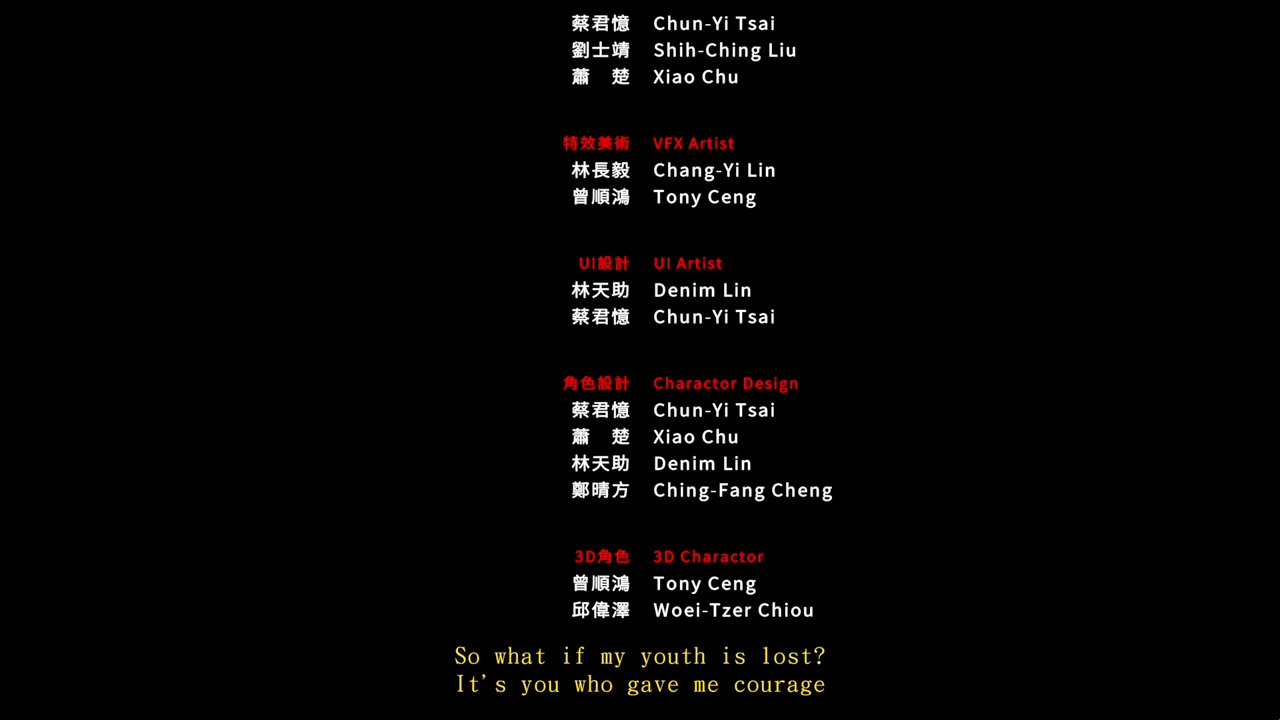 蔡君憶 Chun-Yi Tsai
劉士靖 Shih-Ching Liu
蕭　楚 Xiao Chu
特效美術 VFX Artist
林長毅 Chang-Yi Lin
曾順鴻 Tony Ceng
UI設計 UI Artist
林天助 Denim Lin
蔡君憶 Chun-Yi Tsai
角色設計 Charactor Design
蔡君憶 Chun-Yi Tsai
蕭　楚 Xiao Chu
林天助 Denim Lin
鄭晴方 Ching-Fang Cheng
3D角色 3D Charactor
曾順鴻 Tony Ceng
邱偉澤 Woei-Tzer Chiou
So what if my youth is lost?
It's you who gave me courage